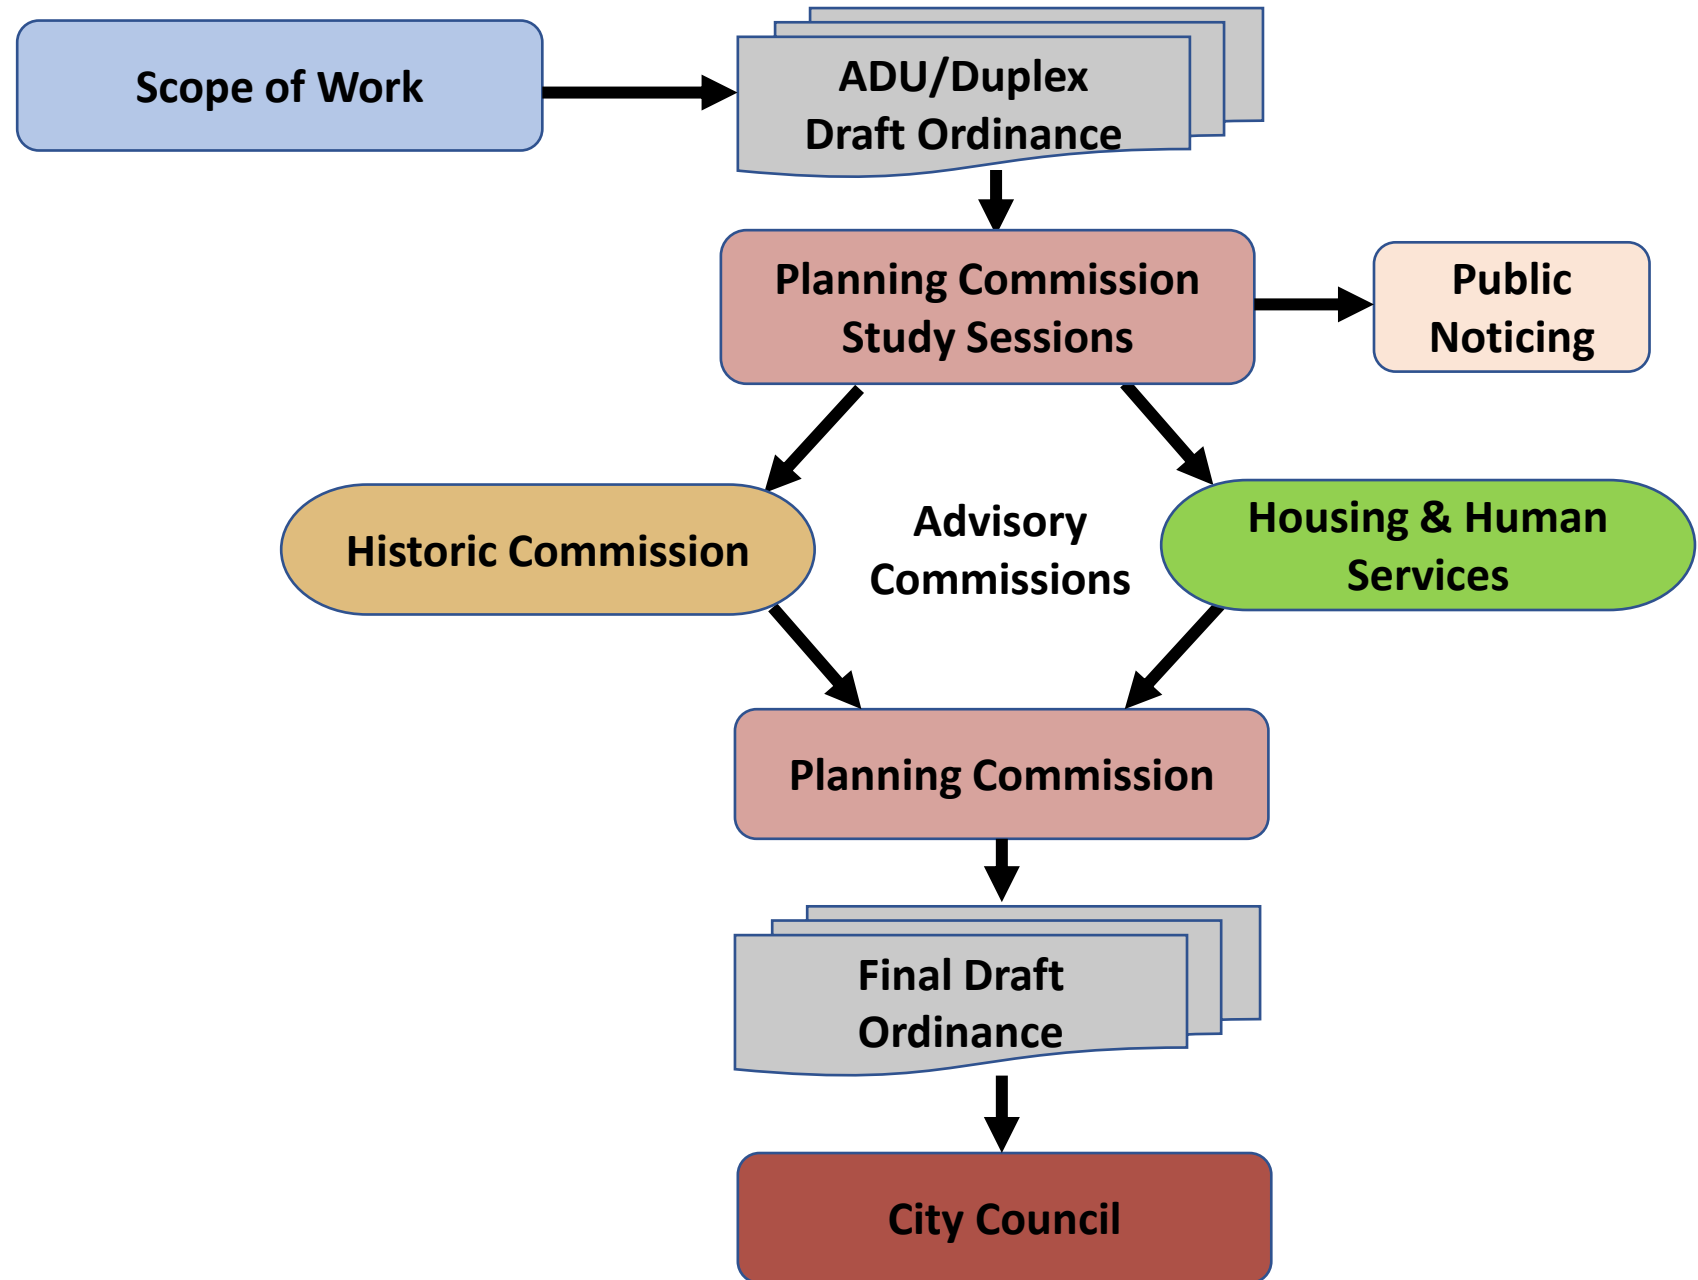 Scope of Work
ADU/Duplex
Draft Ordinance
Planning Commission
Study Sessions
Public
Noticing
Historic Commission
Advisory
Commissions
Housing & Human
Services
Planning Commission
Final Draft
Ordinance
City Council